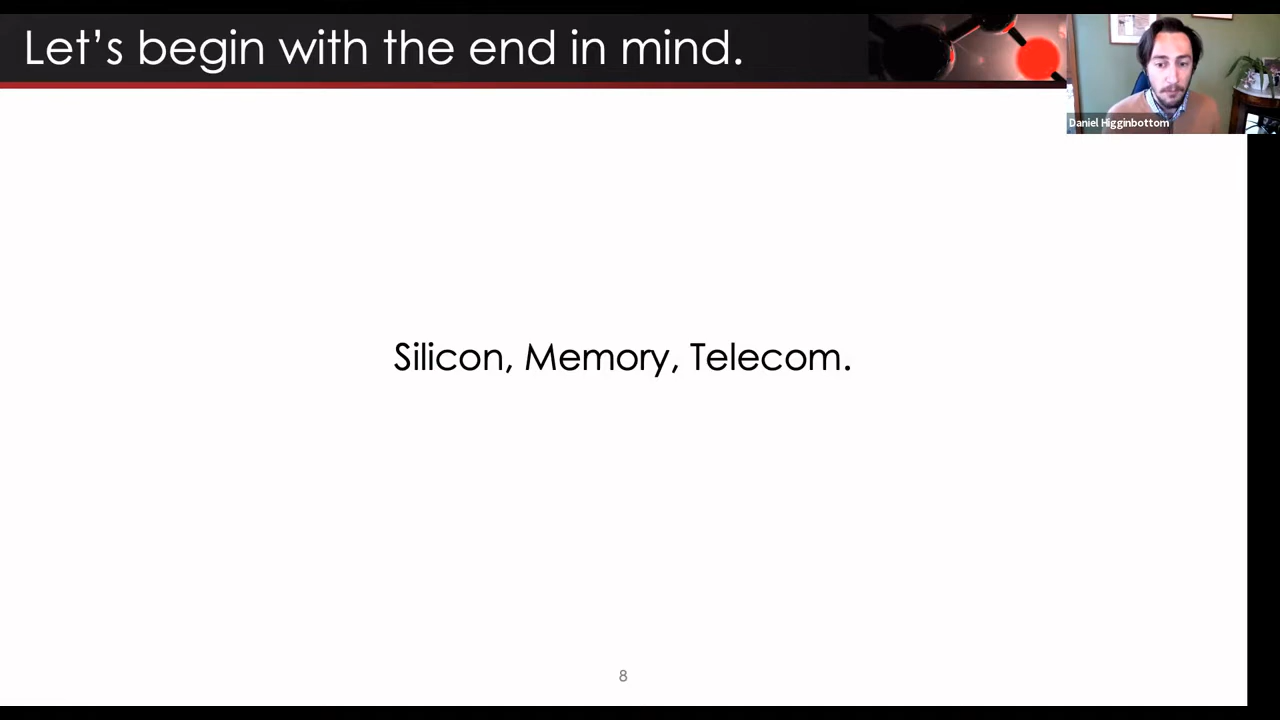 Let’s begin with the end in mind.
Daniel Higginbottom
Silicon, Memory, Telecom.
8